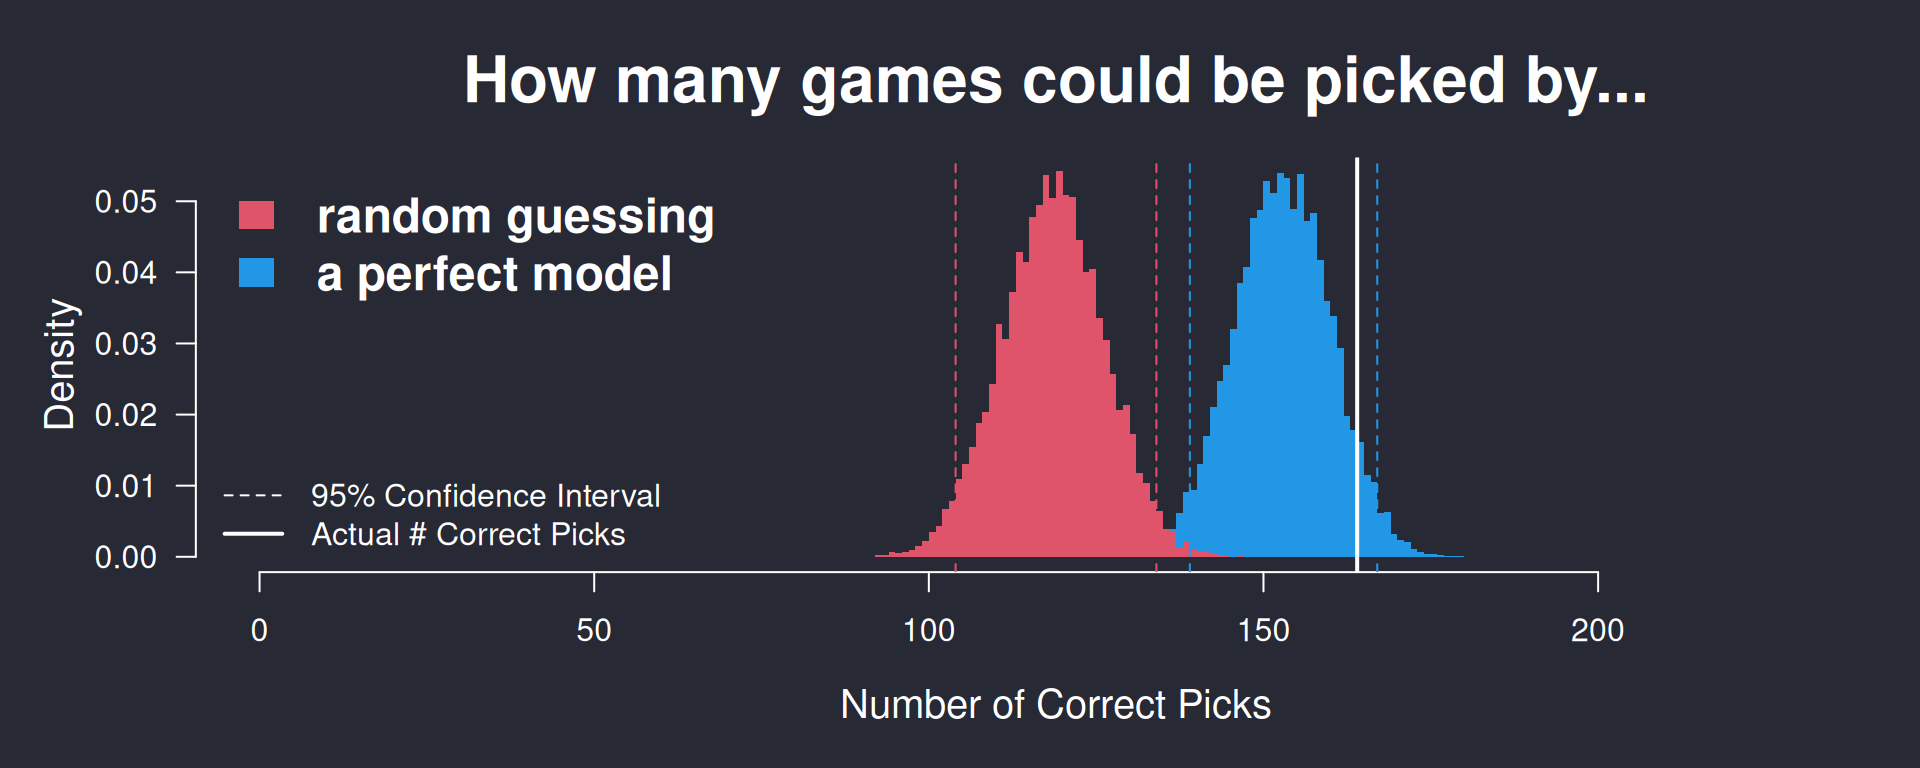 How many games could be picked by...
random guessing
a perfect model
95% Confidence Interval
Actual # Correct Picks
Density
0.05
0.04
0.03
0.02
0.01
0.00
0 50 100 150 200
Number of Correct Picks